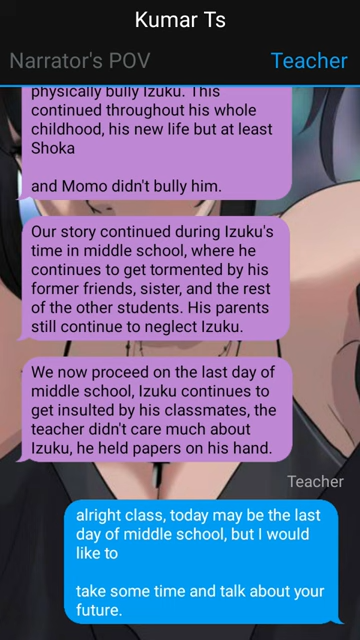 Kumar Ts
Narrator's POV
Teacher
physically bully Izuku. This
continued throughout his whole
childhood, his new life but at least
Shoka
and Momo didn't bully him.
Our story continued during Izuku's
time in middle school, where he
continues to get tormented by his
former friends, sister, and the rest
of the other students. His parents
still continue to neglect Izuku.
We now proceed on the last day of
middle school, Izuku continues to
get insulted by his classmates, the
teacher didn't care much about
Izuku, he held papers on his hand.
Teacher
alright class, today may be the last
day of middle school, but I would
like to
take some time and talk about your
future.